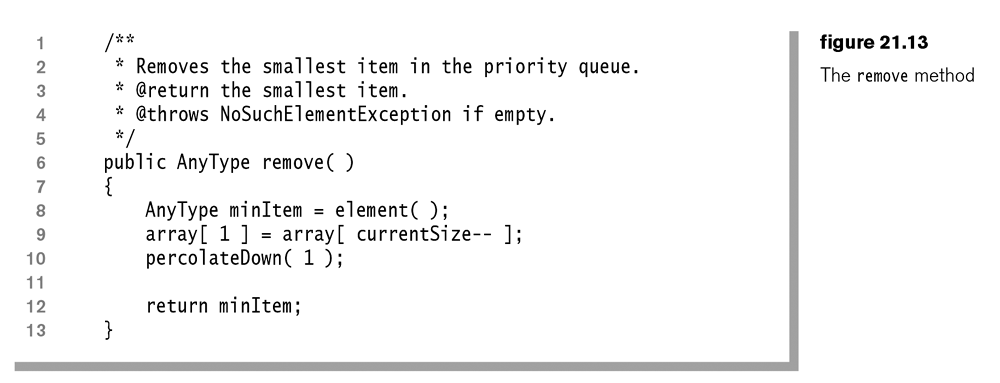 1 /**
2 * Removes the smallest item in the priority queue.
3 * @return the smallest item.
4 * @throws NoSuchElementException if empty.
5 */
6 public AnyType remove( )
7 {
8 AnyType minItem = element( );
9 array[ 1 ] = array[ currentSize-- ];
10 percolateDown( 1 );
11
12 return minItem;
13 }
figure 21.13
The remove method